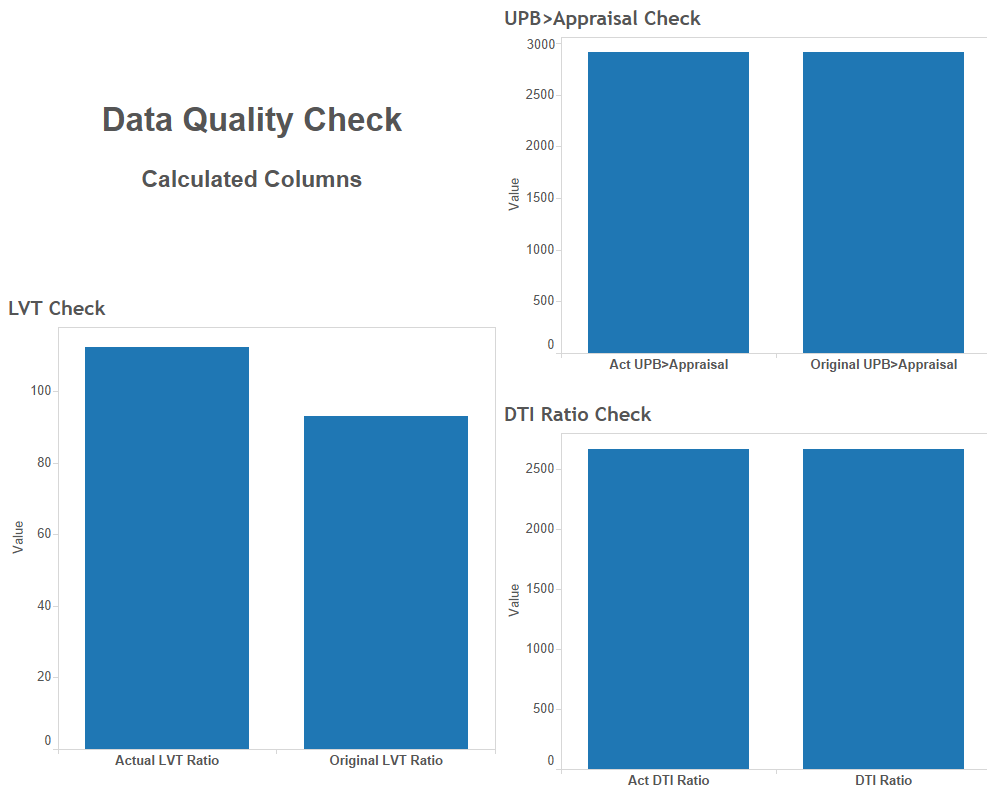 Data Quality Check
Calculated Columns
UPB>Appraisal Check
3000
2500
2000
1500
1000
500
0
Value
Act UPB>Appraisal
Original UPB>Appraisal
LVT Check
100
80
60
40
20
0
Value
Actual LVT Ratio
Original LVT Ratio
DTI Ratio Check
2500
2000
1500
1000
500
0
Value
Act DTI Ratio
DTI Ratio